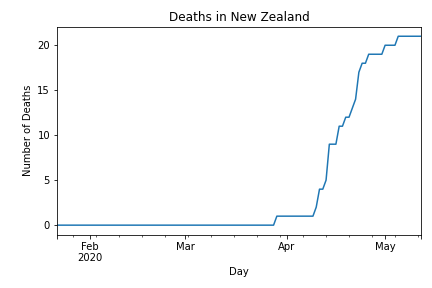 Deaths in New Zealand
Number of Deaths
20
15
10
5
0
Feb
2020
Mar
Apr
May
Day